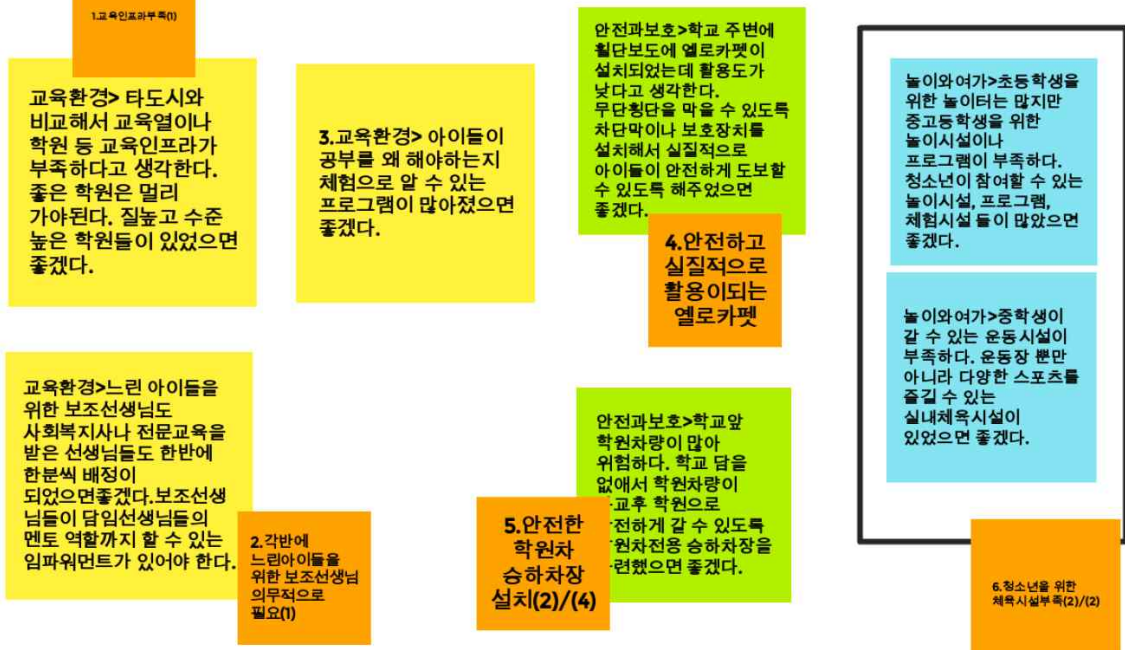 1.교육인프라부족(1)
교육환경> 타도시와
비교해서 교육열이나
학원 등 교육인프라가
부족하다고 생각한다.
좋은 학원은 멀리
가야된다. 질높고 수준
높은 학원들이 있었으면
좋겠다.
3.교육환경> 아이들이
공부를 왜 해야하는지
체험으로 알 수 있는
프로그램이 많아졌으면
좋겠다.
안전과보호>학교 주변에
횡단보도에 옐로카펫이
설치되었는데 활용도가
낮다고 생각한다.
무단횡단을 막을 수 있도록
차단막이나 보호장치를
설치해서 실질적으로
아이들이 안전하게 도보할
수 있도록 해주었으면
좋겠다.
4.안전하고
실질적으로
활용이되는
옐로카펫
놀이와여가>초등학생을
위한 놀이터는 많지만
중고등학생을 위한
놀이시설이나
프로그램이 부족하다.
청소년이 참여할 수 있는
놀이시설, 프로그램,
체험시설 들이 많았으면
좋겠다.
놀이와여가>중학생이
갈 수 있는 운동시설이
부족하다. 운동장 뿐만
아니라 다양한 스포츠를
즐길 수 있는
실내체육시설이
있었으면 좋겠다.
6.청소년을 위한
체육시설부족(2)/(2)
교육환경>느린 아이들을
위한 보조선생님도
사회복지사나 전문교육을
받은 선생님들도 한반에
한분씩 배정이
되었으면좋겠다.보조선생
님들이 담임선생님들의
멘토 역할까지 할 수 있는
임파워먼트가 있어야 한다.
2.각반에
느린아이들을
위한 보조선생님
의무적으로
필요(1)
안전과보호>학교앞
학원차량이 많아
위험하다. 학교 담을
없애서 학원차량이
교후 학원으로
전하게 갈 수 있도록
원차전용 승하차장을
련했으면 좋겠다.
5.안전한
학원차
승하차장
설치(2)/(4)